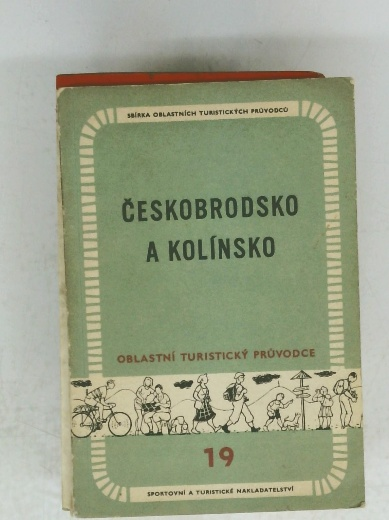 SBÍRKA OBLASTNÍCH TURISTICKÝCH PRŮVODCŮ
ČESKOBRODSKO
A KOLÍNSKO
OBLASTNÍ TURISTICKÝ PRŮVODCE
19
SPORTOVNÍ A TURISTICKÉ NAKLADATELSTVÍ